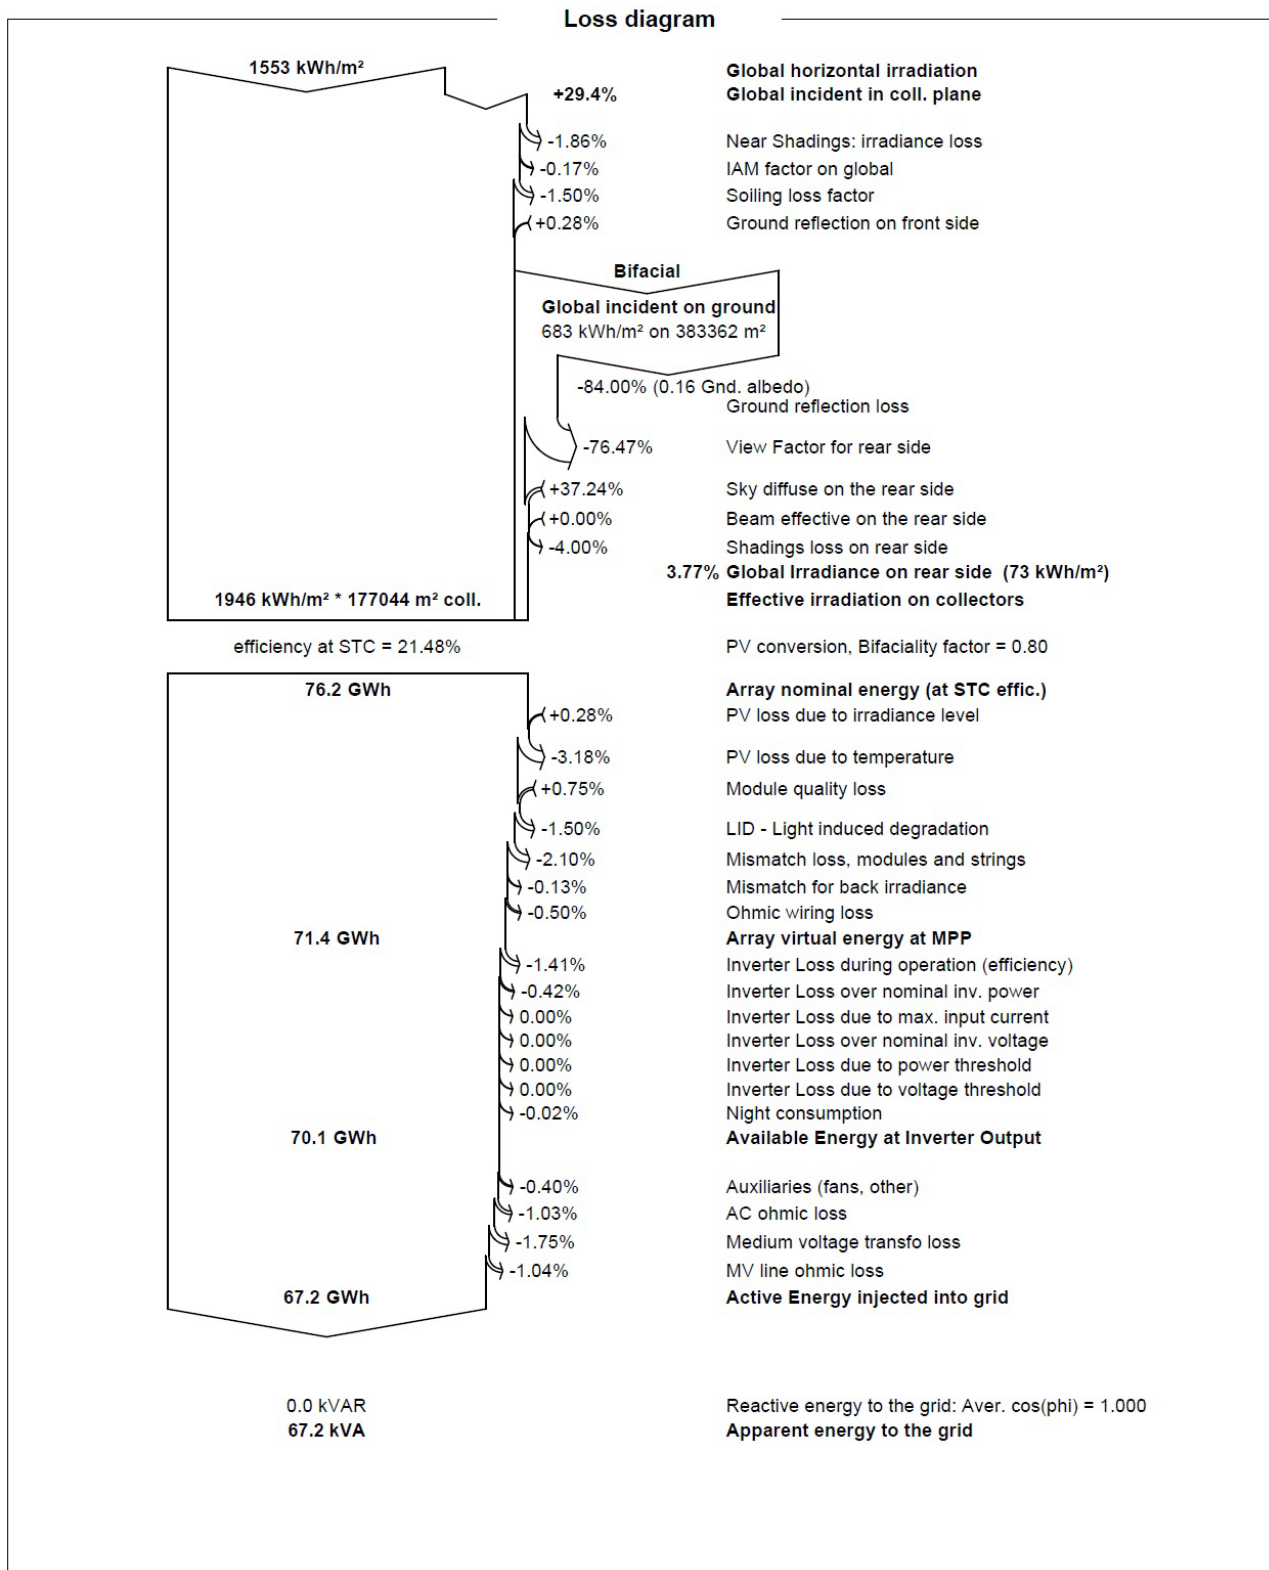 Loss diagram
1553 kWh/m² Global horizontal irradiation
+29.4% Global incident in coll. plane
-1.86% Near Shadings: irradiance loss
-0.17% IAM factor on global
-1.50% Soiling loss factor
+0.28% Ground reflection on front side
Bifacial
Global incident on ground
683 kWh/m² on 383362 m²
-84.00% (0.16 Gnd. albedo)
Ground reflection loss
-76.47% View Factor for rear side
+37.24% Sky diffuse on the rear side
+0.00% Beam effective on the rear side
-4.00% Shadings loss on rear side
3.77% Global Irradiance on rear side (73 kWh/m²)
1946 kWh/m² * 177044 m² coll. Effective irradiation on collectors
efficiency at STC = 21.48% PV conversion, Bifaciality factor = 0.80
76.2 GWh Array nominal energy (at STC effic.)
+0.28% PV loss due to irradiance level
-3.18% PV loss due to temperature
+0.75% Module quality loss
-1.50% LID - Light induced degradation
-2.10% Mismatch loss, modules and strings
-0.13% Mismatch for back irradiance
-0.50% Ohmic wiring loss
71.4 GWh Array virtual energy at MPP
-1.41% Inverter Loss during operation (efficiency)
-0.42% Inverter Loss over nominal inv. power
0.00% Inverter Loss due to max. input current
0.00% Inverter Loss over nominal inv. voltage
0.00% Inverter Loss due to power threshold
0.00% Inverter Loss due to voltage threshold
-0.02% Night consumption
70.1 GWh Available Energy at Inverter Output
-0.40% Auxiliaries (fans, other)
-1.03% AC ohmic loss
-1.75% Medium voltage transfo loss
-1.04% MV line ohmic loss
67.2 GWh Active Energy injected into grid
0.0 kVAR Reactive energy to the grid: Aver. cos(phi) = 1.000
67.2 kVA Apparent energy to the grid